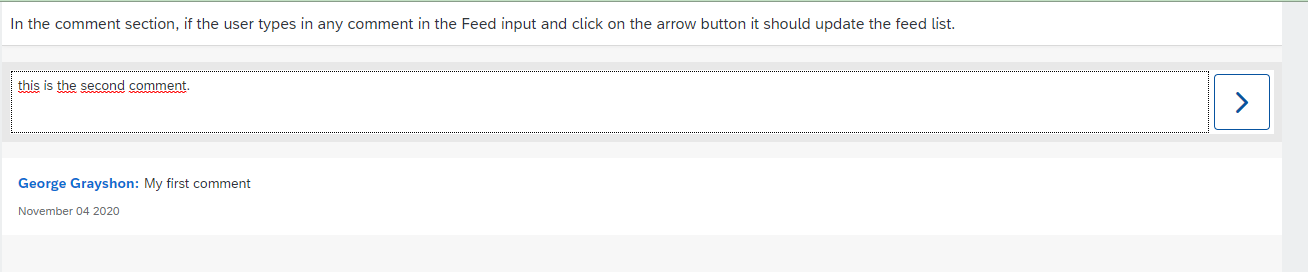 In the comment section, if the user types in any comment in the Feed input and click on the arrow button it should update the feed list.
this is the second comment.
George Grayshon: My first comment
November 04 2020